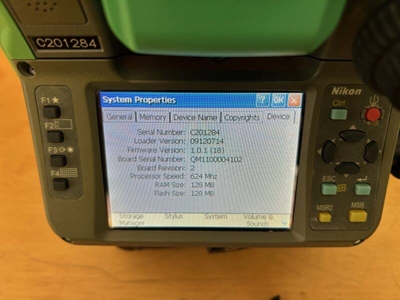 C201284
Nikon
F1
F2
F3
F4
Ctrl
ESC
MSR2
MSR
System Properties ? OK ×
General Memory Device Name Copyrights Device
Serial Number: C201284
Loader Version: 09120714
Firmware Version: 1.0.1 (18)
Board Serial Number: QM1100004102
Board Revision: 2
Processor Speed: 624 Mhz
RAM Size: 128 MB
Flash Size: 128 MB
Storage Manager Stylus System Volume & Sounds